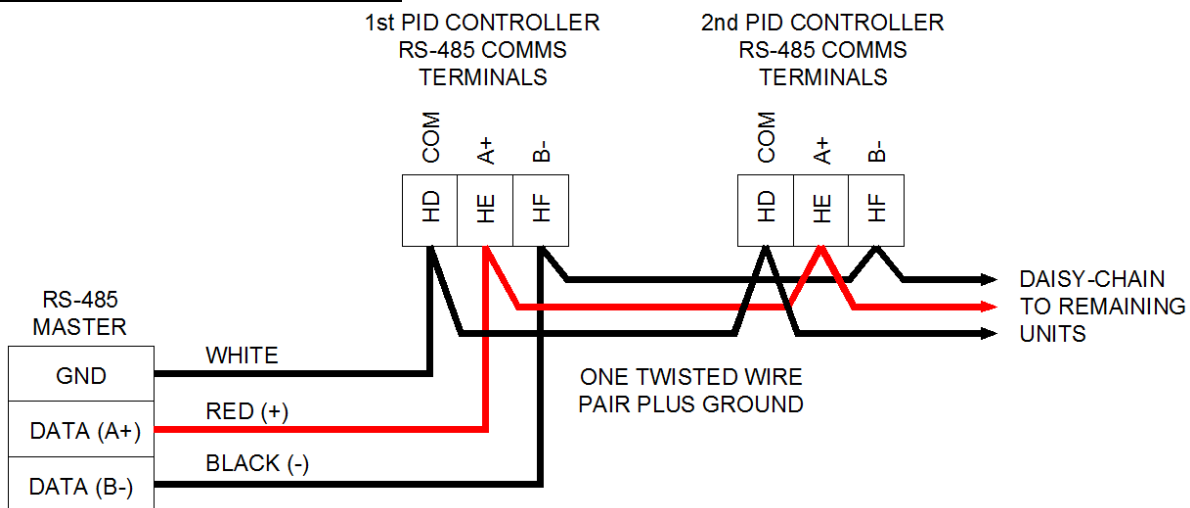 1st PID CONTROLLER
RS-485 COMMS
TERMINALS
2nd PID CONTROLLER
RS-485 COMMS
TERMINALS
COM
A+
B-
COM
A+
B-
HD
HE
HF
HD
HE
HF
DAISY-CHAIN
TO REMAINING
UNITS
RS-485
MASTER
GND
DATA (A+)
DATA (B-)
WHITE
RED (+)
BLACK (-)
ONE TWISTED WIRE
PAIR PLUS GROUND